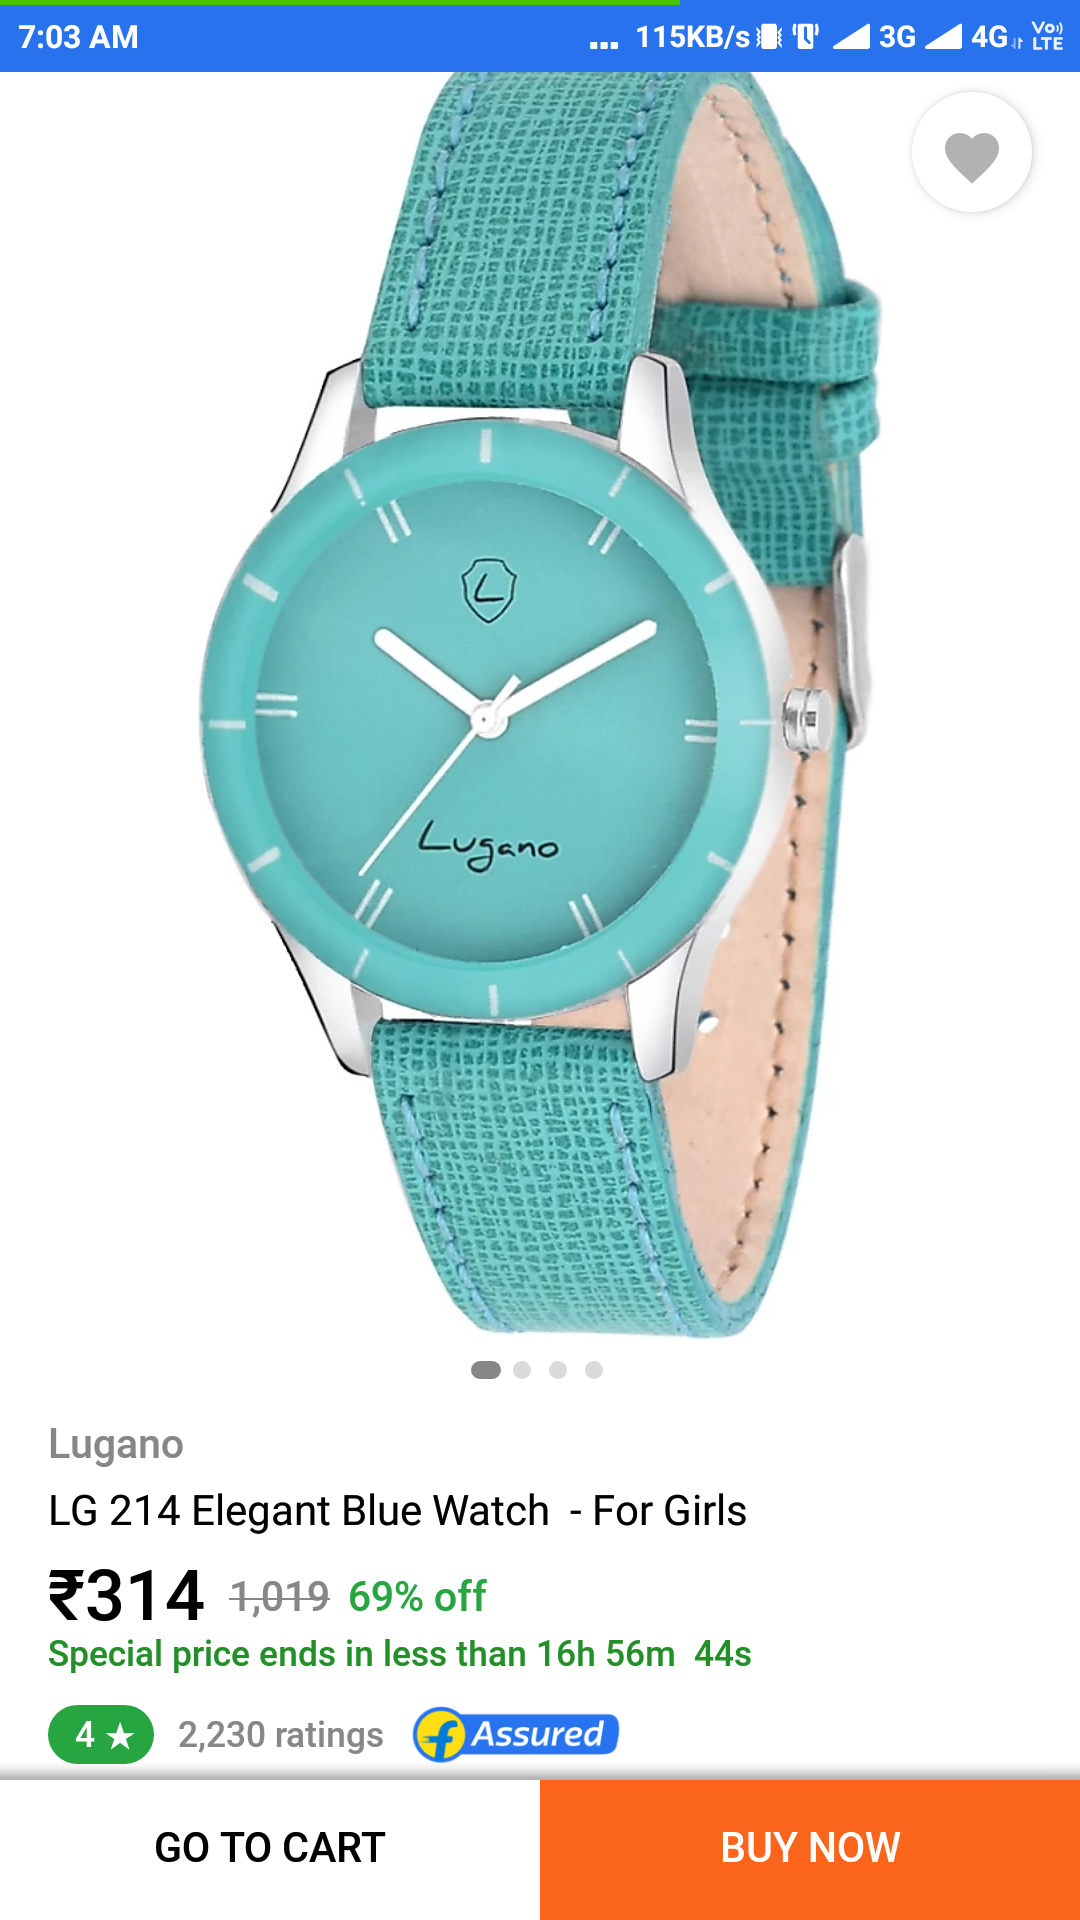 7:03 AM ... 115KB/s 3G 4G VoLTE
L
Lugano
Lugano
LG 214 Elegant Blue Watch - For Girls
₹314 1,019 69% off
Special price ends in less than 16h 56m 44s
4 ★ 2,230 ratings f Assured
GO TO CART BUY NOW